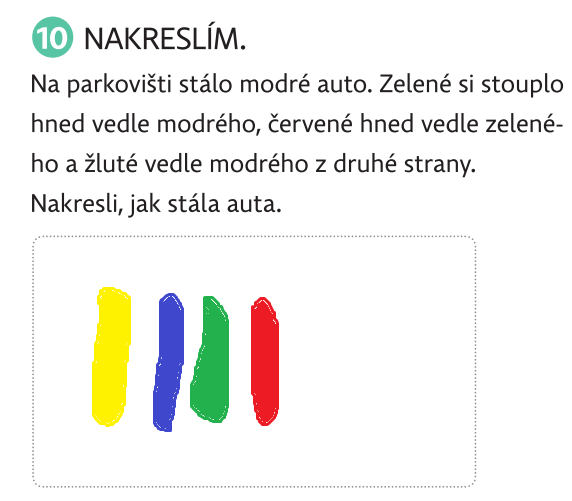 10 NAKRESLÍM.
Na parkovišti stálo modré auto. Zelené si stouplo
hned vedle modrého, červené hned vedle zelené-
ho a žluté vedle modrého z druhé strany.
Nakresli, jak stála auta.